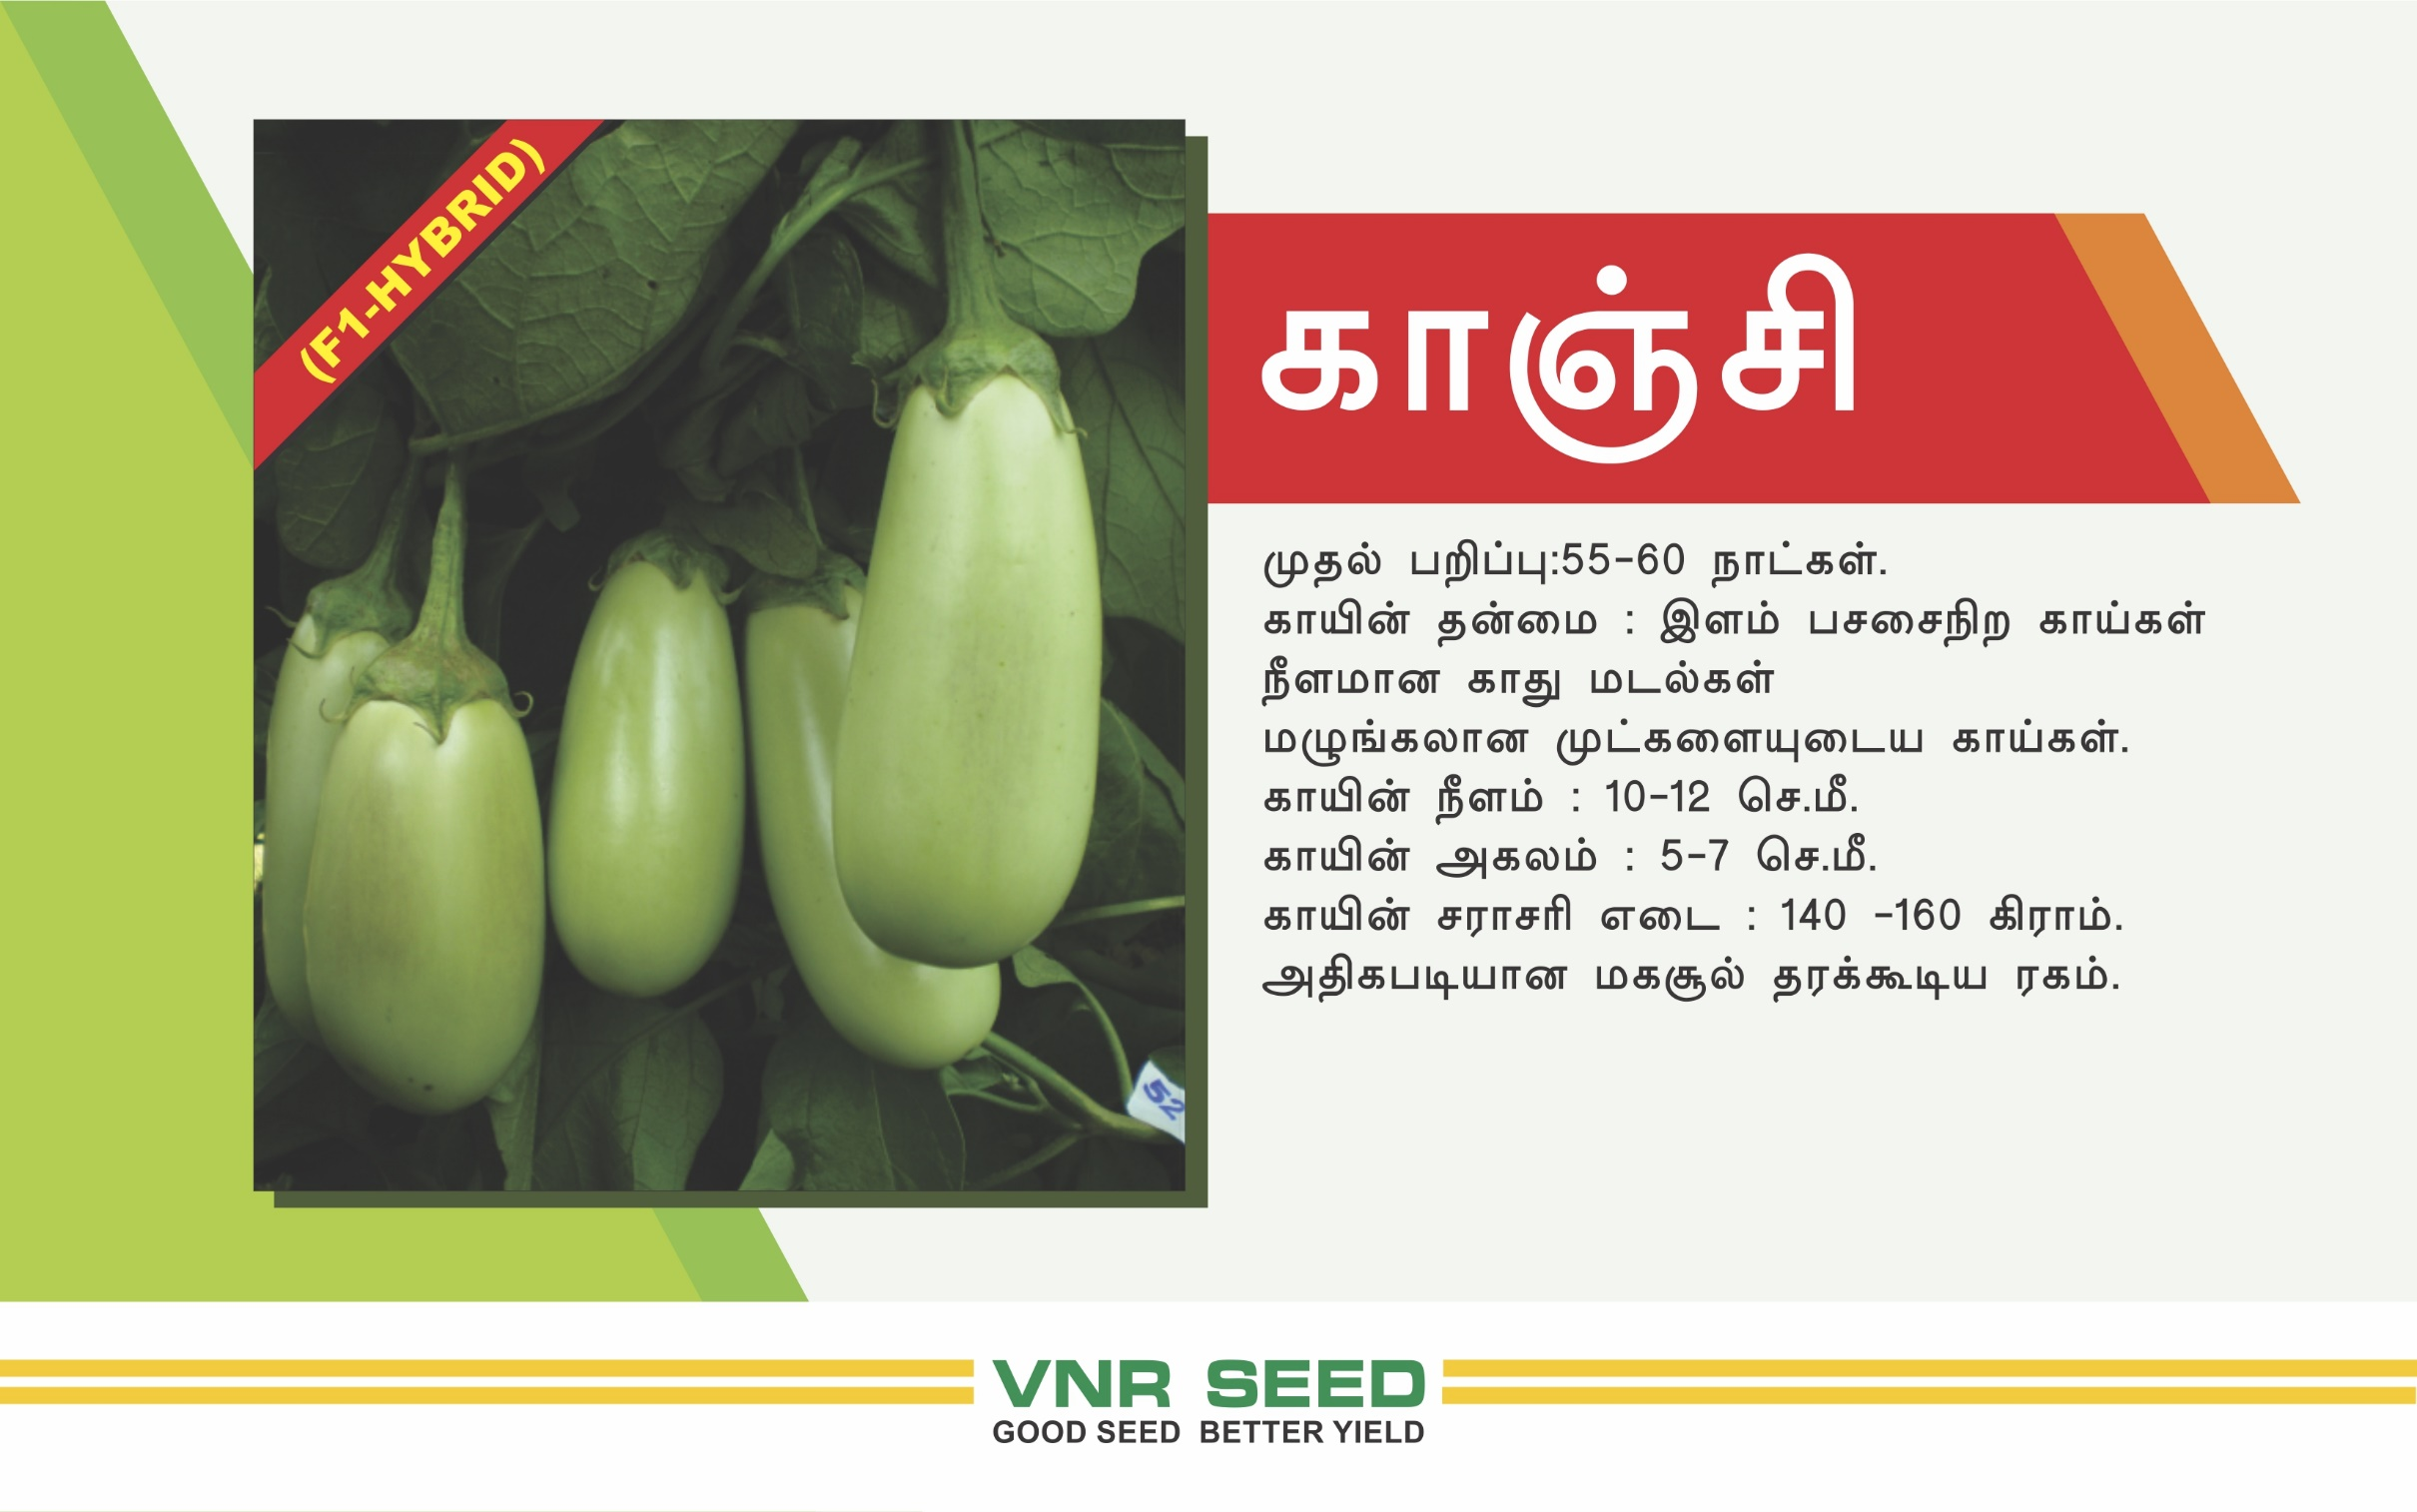 (F1-HYBRID)
காஞ்சி
முதல் பறிப்பு:55-60 நாட்கள்.
காயின் தன்மை : இளம் பசசைநிற காய்கள்
நீளமான காது மடல்கள்
மழுங்கலான முட்களையுடைய காய்கள்.
காயின் நீளம் : 10-12 செ.மீ.
காயின் அகலம் : 5-7 செ.மீ.
காயின் சராசரி எடை : 140 -160 கிராம்.
அதிகபடியான மகசூல் தரக்கூடிய ரகம்.
52
VNR SEED
GOOD SEED BETTER YIELD